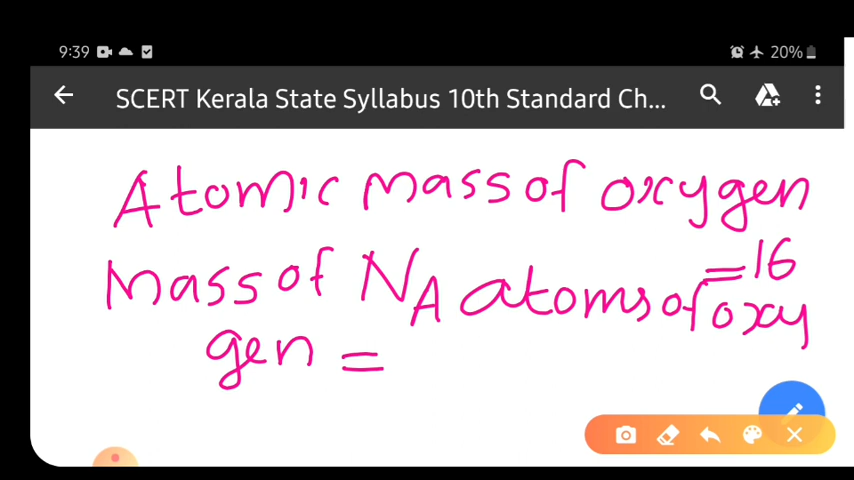 9:39 20%
SCERT Kerala State Syllabus 10th Standard Ch...
Atomic mass of oxygen
= 16
Mass of NA atoms of oxy
gen =